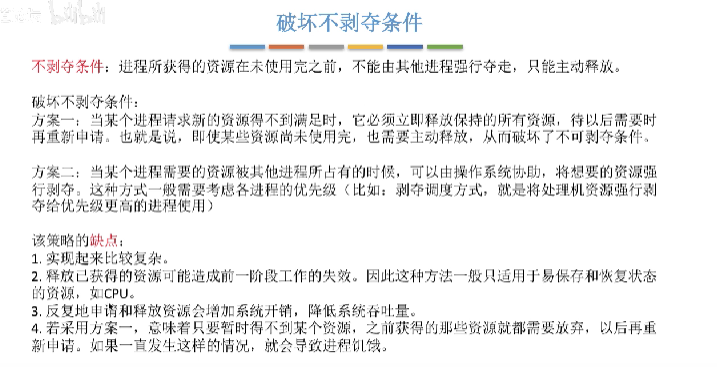 破坏不剥夺条件
不剥夺条件：进程所获得的资源在未使用完之前，不能由其他进程强行夺走，只能主动释放。
破坏不剥夺条件：
方案一：当某个进程请求新的资源得不到满足时，它必须立即释放保持的所有资源，待以后需要时
再重新申请。也就是说，即使某些资源尚未使用完，也需要主动释放，从而破坏了不可剥夺条件。
方案二：当某个进程需要的资源被其他进程所占有的时候，可以由操作系统协助，将想要的资源强
行剥夺。这种方式一般需要考虑各进程的优先级（比如：剥夺调度方式，就是将处理机资源强行剥
夺给优先级更高的进程使用）
该策略的缺点：
1. 实现起来比较复杂。
2. 释放已获得的资源可能造成前一阶段工作的失效。因此这种方法一般只适用于易保存和恢复状态
的资源，如CPU。
3. 反复地申请和释放资源会增加系统开销，降低系统吞吐量。
4. 若采用方案一，意味着只要暂时得不到某个资源，之前获得的那些资源就都需要放弃，以后再重
新申请。如果一直发生这样的情况，就会导致进程饥饿。